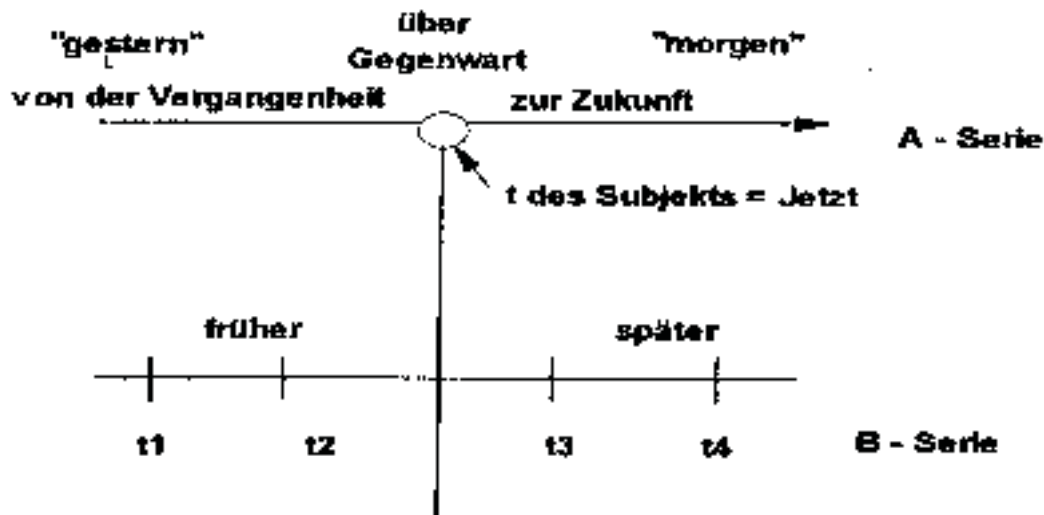 "gestern"
über
Gegenwart
"morgen"
von der Vergangenheit
zur Zukunft
A - Serie
t des Subjekts = Jetzt
früher
später
t1
t2
t3
t4
B - Serie